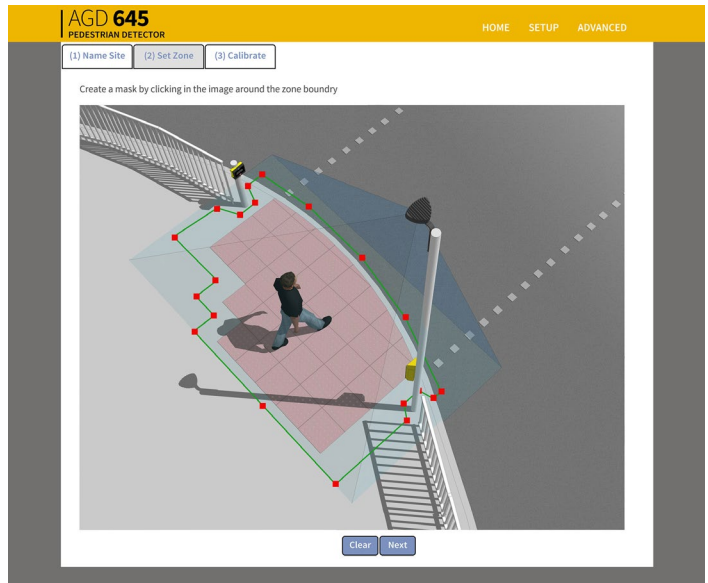 AGD 645
PEDESTRIAN DETECTOR
HOME SETUP ADVANCED
(1) Name Site (2) Set Zone (3) Calibrate
Create a mask by clicking in the image around the zone boundry
Clear Next